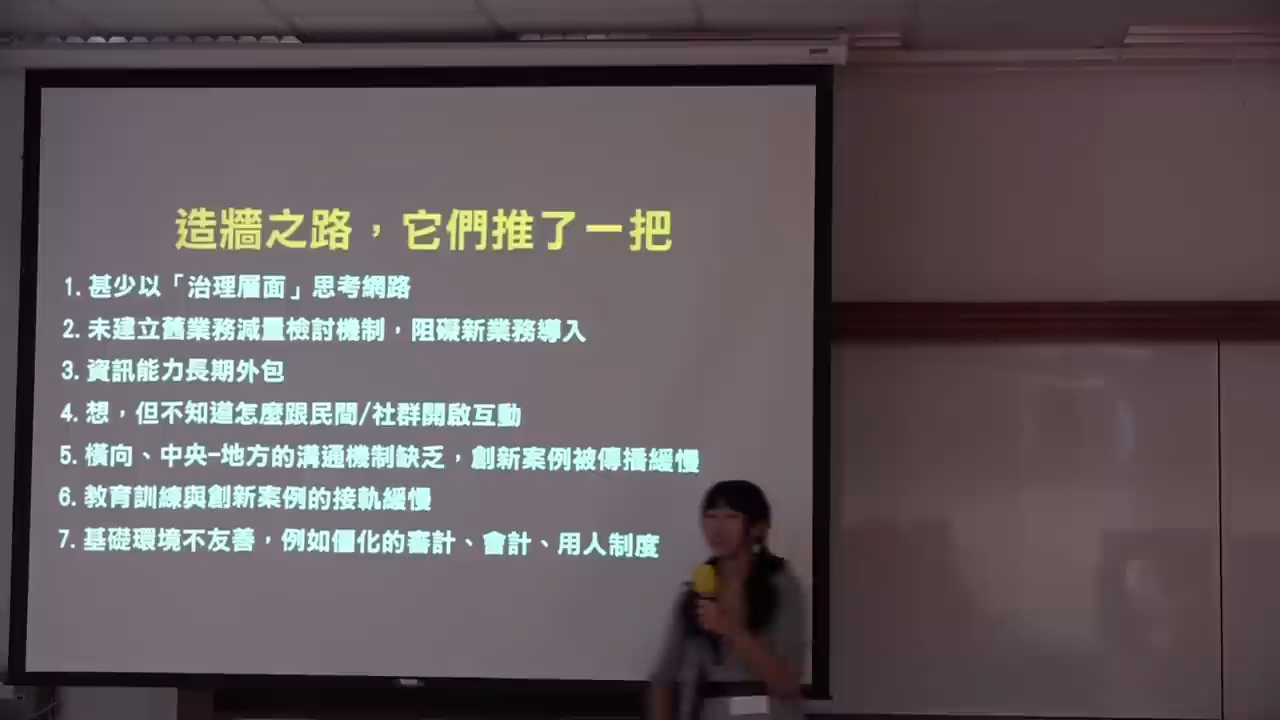 造牆之路，它們推了一把
1. 甚少以「治理層面」思考網路
2. 未建立舊業務減量檢討機制，阻礙新業務導入
3. 資訊能力長期外包
4. 想，但不知道怎麼跟民間/社群開啟互動
5. 橫向、中央-地方的溝通機制缺乏，創新案例被傳播緩慢
6. 教育訓練與創新案例的接軌緩慢
7. 基礎環境不友善，例如僵化的審計、會計、用人制度